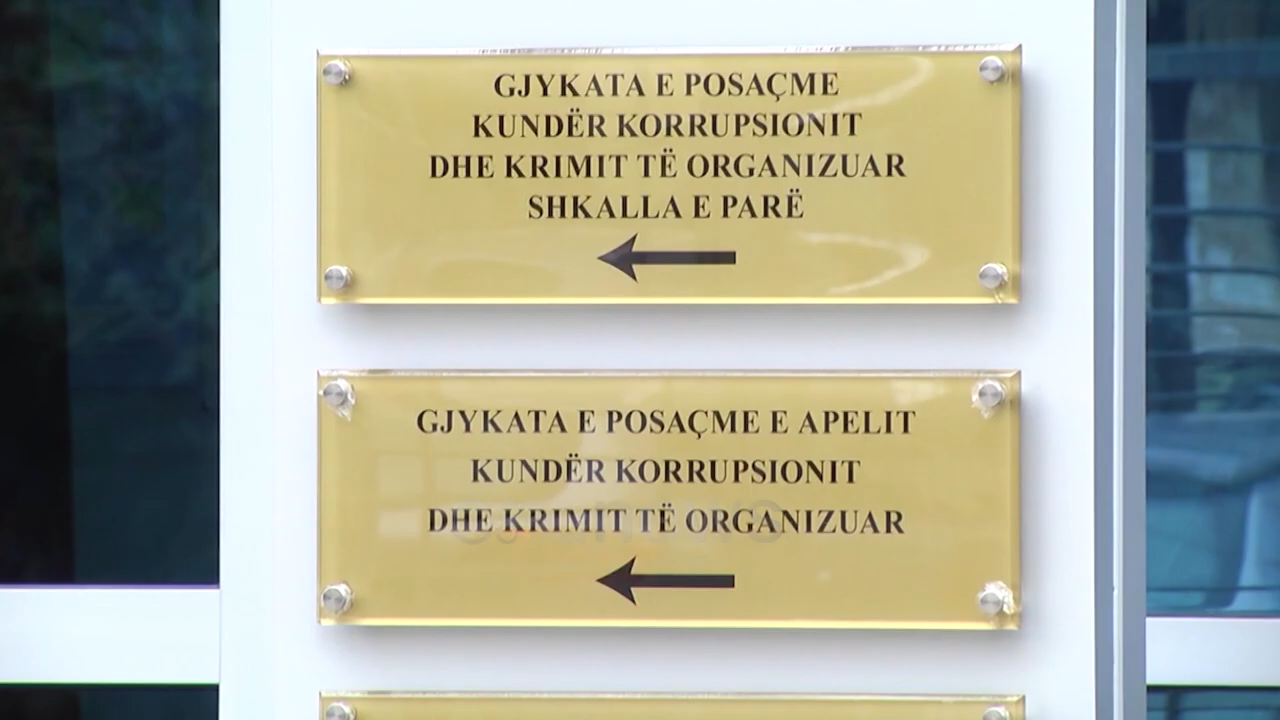 GJYKATA E POSAÇME
KUNDËR KORRUPSIONIT
DHE KRIMIT TË ORGANIZUAR
SHKALLA E PARË
GJYKATA E POSAÇME E APELIT
KUNDËR KORRUPSIONIT
DHE KRIMIT TË ORGANIZUAR